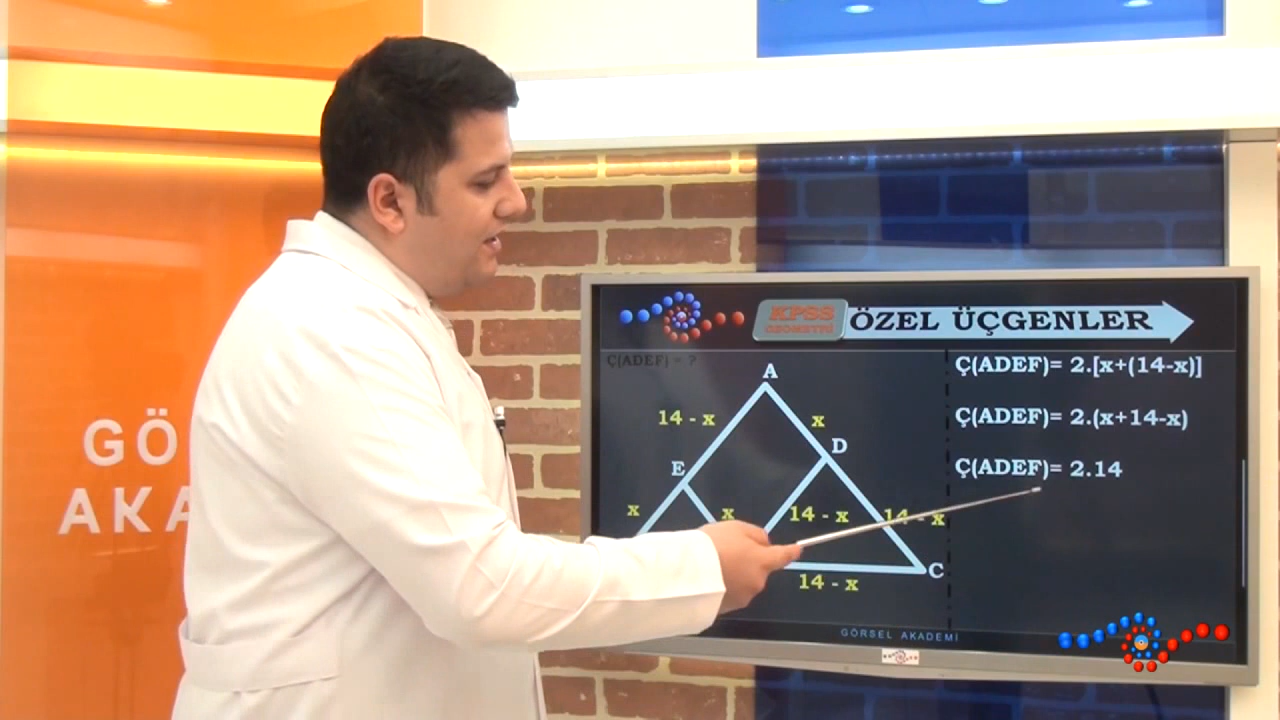 GÖ
AKA
KPSS
GEOMETRİ
ÖZEL ÜÇGENLER
Ç(ADEF) = ?
A
14 - x
x
D
E
x
x
14 - x
14 - x
14 - x
C
Ç(ADEF)= 2.[x+(14-x)]
Ç(ADEF)= 2.(x+14-x)
Ç(ADEF)= 2.14
GÖRSEL AKADEMİ